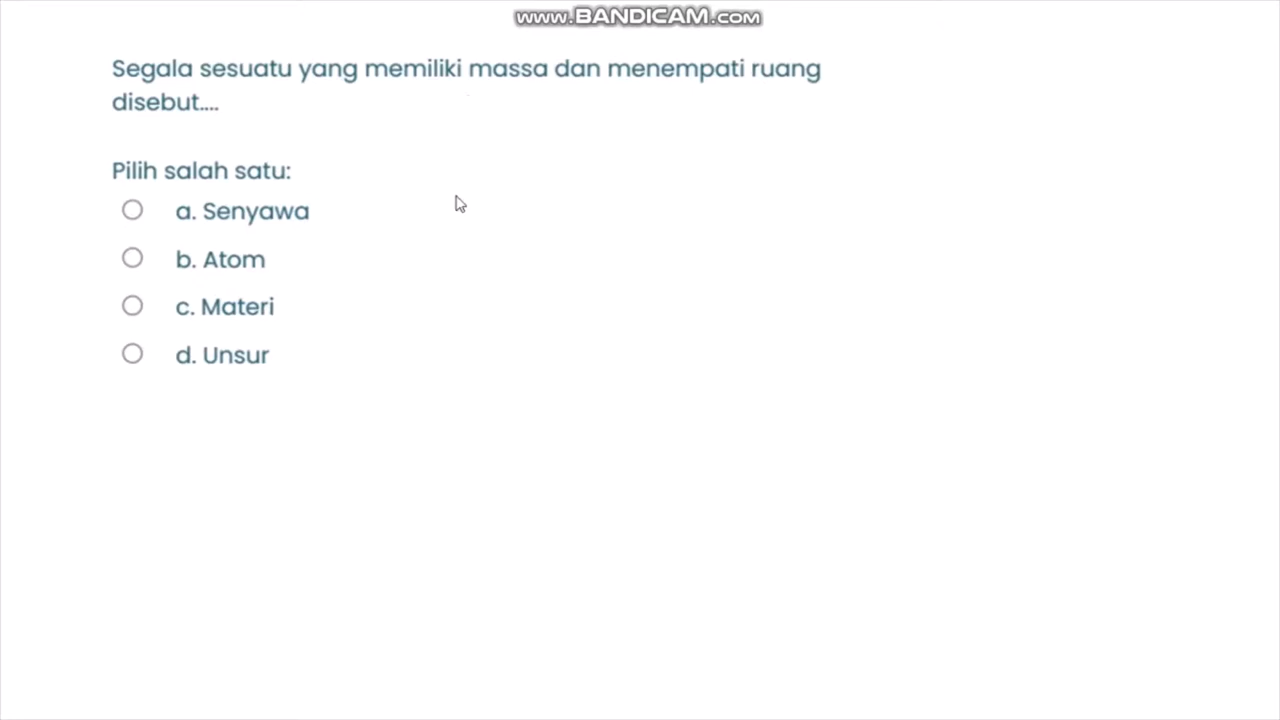 www.BANDICAM.com
Segala sesuatu yang memiliki massa dan menempati ruang
disebut....
Pilih salah satu:
a. Senyawa
b. Atom
c. Materi
d. Unsur